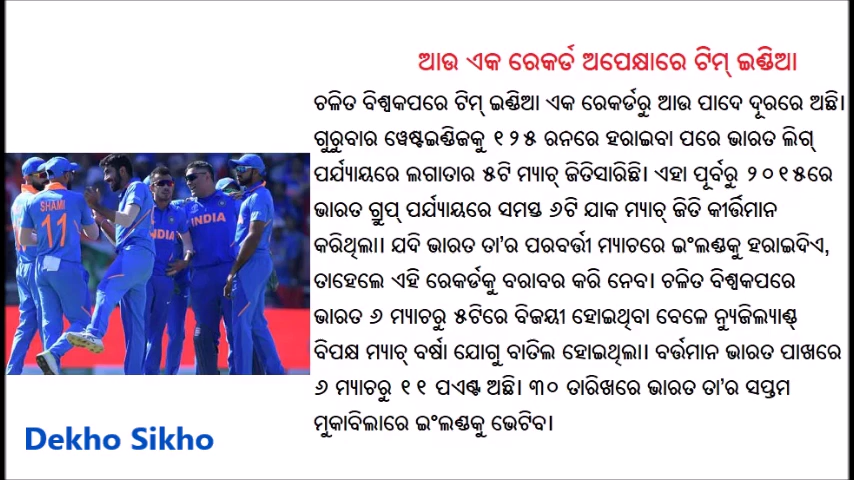 ଆଉ ଏକ ରେକର୍ଡ ଅପେକ୍ଷାରେ ଟିମ୍ ଇଣ୍ଡିଆ
ଚଳିତ ବିଶ୍ୱକପରେ ଟିମ୍ ଇଣ୍ଡିଆ ଏକ ରେକର୍ଡରୁ ଆଉ ପାଦେ ଦୂରରେ ଅଛି।
ଗୁରୁବାର ୱେଷ୍ଟଇଣ୍ଡିଜକୁ ୧୨୫ ରନରେ ହରାଇବା ପରେ ଭାରତ ଲିଗ୍
ପର୍ଯ୍ୟାୟରେ ଲଗାତାର ୫ଟି ମ୍ୟାଚ୍ ଜିତିସାରିଛି। ଏହା ପୂର୍ବରୁ ୨୦୧୫ରେ
ଭାରତ ଗ୍ରୁପ୍ ପର୍ଯ୍ୟାୟରେ ସମସ୍ତ ୬ଟି ଯାକ ମ୍ୟାଚ୍ ଜିତି କୀର୍ତ୍ତିମାନ
କରିଥିଲା। ଯଦି ଭାରତ ତା'ର ପରବର୍ତ୍ତୀ ମ୍ୟାଚରେ ଇଂଲଣ୍ଡକୁ ହରାଇଦିଏ,
ତାହେଲେ ଏହି ରେକର୍ଡକୁ ବରାବର କରି ନେବ। ଚଳିତ ବିଶ୍ୱକପରେ
ଭାରତ ୬ ମ୍ୟାଚରୁ ୫ଟିରେ ବିଜୟୀ ହୋଇଥିବା ବେଳେ ନ୍ୟୁଜିଲ୍ୟାଣ୍ଡ୍
ବିପକ୍ଷ ମ୍ୟାଚ୍ ବର୍ଷା ଯୋଗୁ ବାତିଲ ହୋଇଥିଲା। ବର୍ତ୍ତମାନ ଭାରତ ପାଖରେ
୬ ମ୍ୟାଚରୁ ୧୧ ପଏଣ୍ଟ ଅଛି। ୩୦ ତାରିଖରେ ଭାରତ ତା'ର ସପ୍ତମ
ମୁକାବିଲାରେ ଇଂଲଣ୍ଡକୁ ଭେଟିବ।
SHAMI
11
INDIA
Dekho Sikho